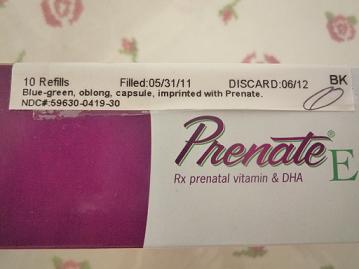 10 Refills Filled:05/31/11 DISCARD:06/12 BK
Blue-green, oblong, capsule, imprinted with Prenate.
NDC#:59630-0419-30
Prenate® E
Rx prenatal vitamin & DHA